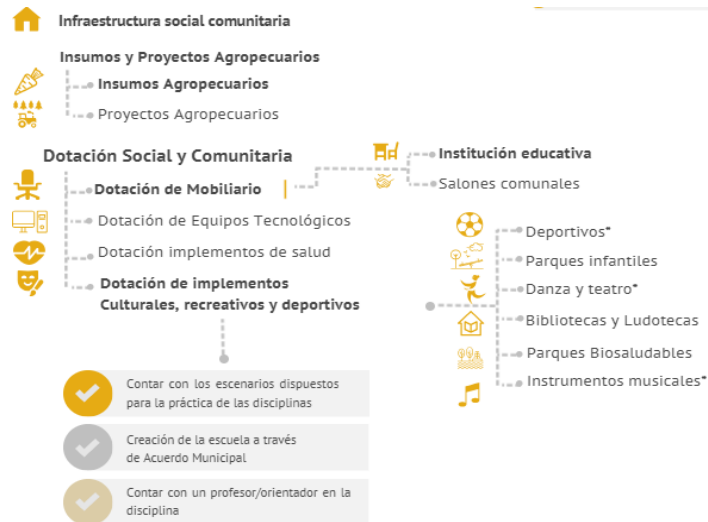 Infraestructura social comunitaria
Insumos y Proyectos Agropecuarios
Insumos Agropecuarios
Proyectos Agropecuarios
Dotación Social y Comunitaria
Dotación de Mobiliario
Institución educativa
Salones comunales
Dotación de Equipos Tecnológicos
Dotación implementos de salud
Dotación de implementos
Culturales, recreativos y deportivos
Deportivos*
Parques infantiles
Danza y teatro*
Bibliotecas y Ludotecas
Parques Biosaludables
Instrumentos musicales*
Contar con los escenarios dispuestos
para la práctica de las disciplinas
Creación de la escuela a través
de Acuerdo Municipal
Contar con un profesor/orientador en la
disciplina